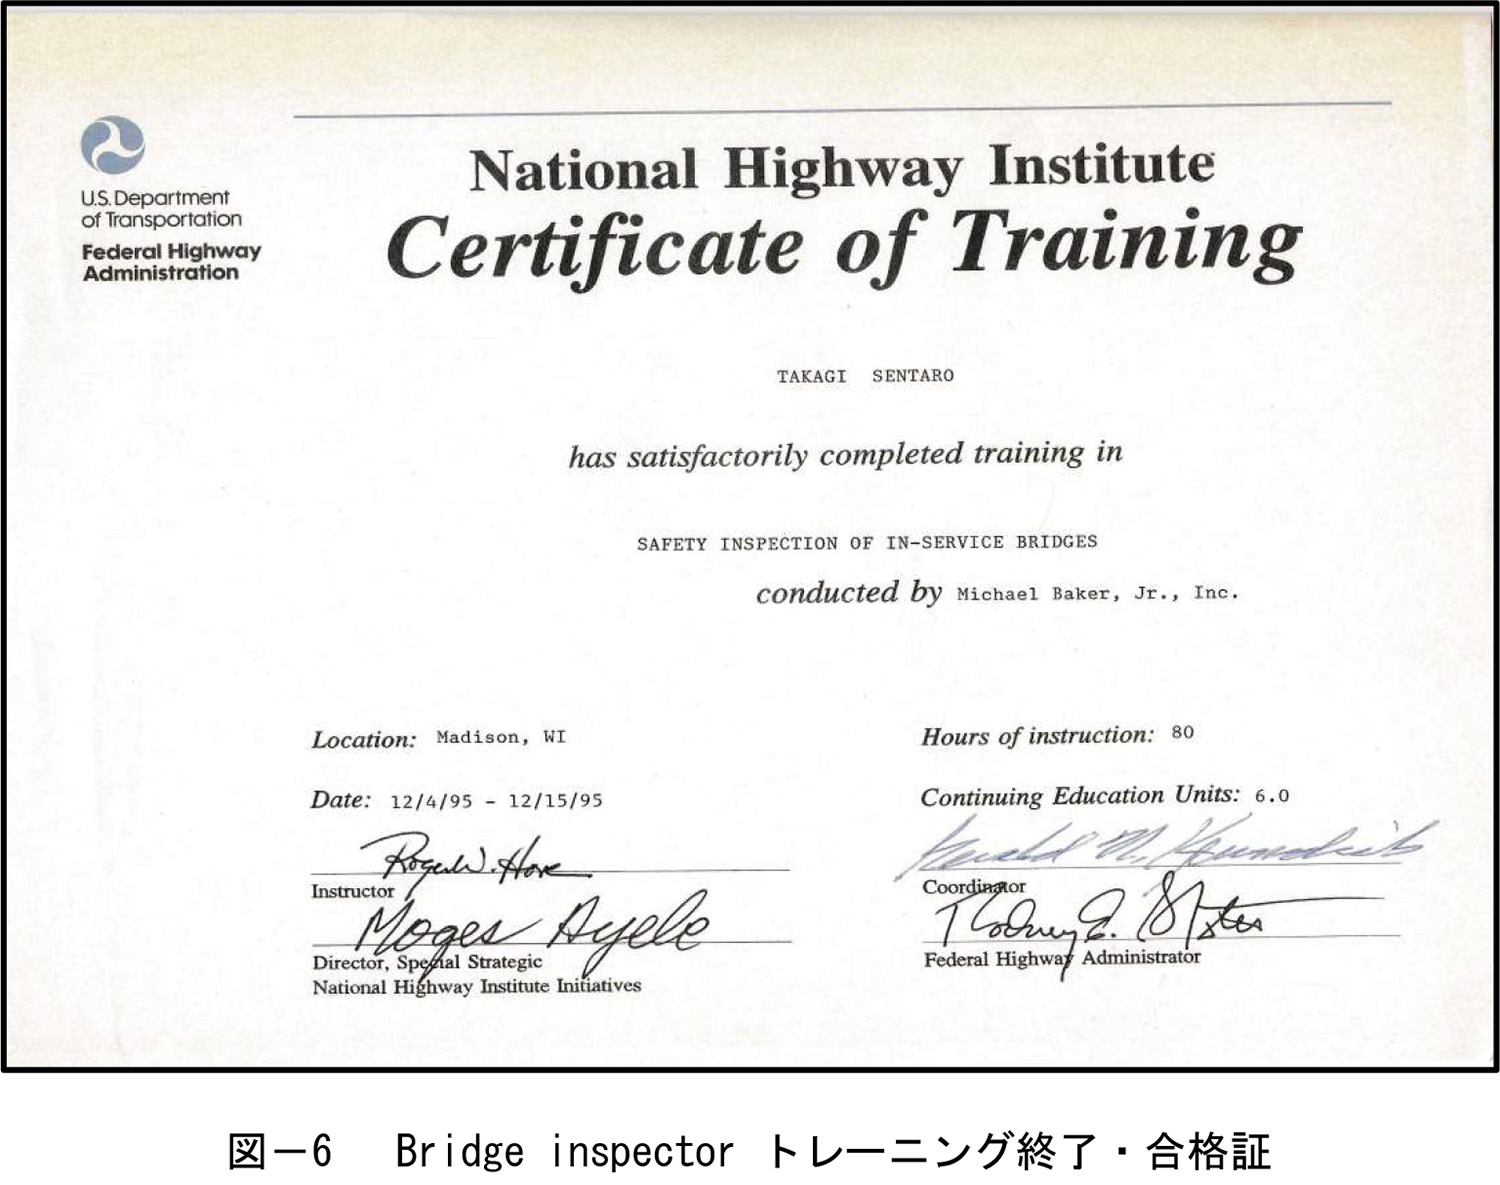 U.S. Department
of Transportation
Federal Highway
Administration
National Highway Institute
Certificate of Training
TAKAGI SENTARO
has satisfactorily completed training in
SAFETY INSPECTION OF IN-SERVICE BRIDGES
conducted by Michael Baker, Jr., Inc.
Location: Madison, WI
Hours of instruction: 80
Date: 12/4/95 - 12/15/95
Continuing Education Units: 6.0
Instructor
Coordinator
Moges Ayele
Rodney E. Slater
Director, Special Strategic
National Highway Institute Initiatives
Federal Highway Administrator
図－6 Bridge inspector トレーニング終了・合格証